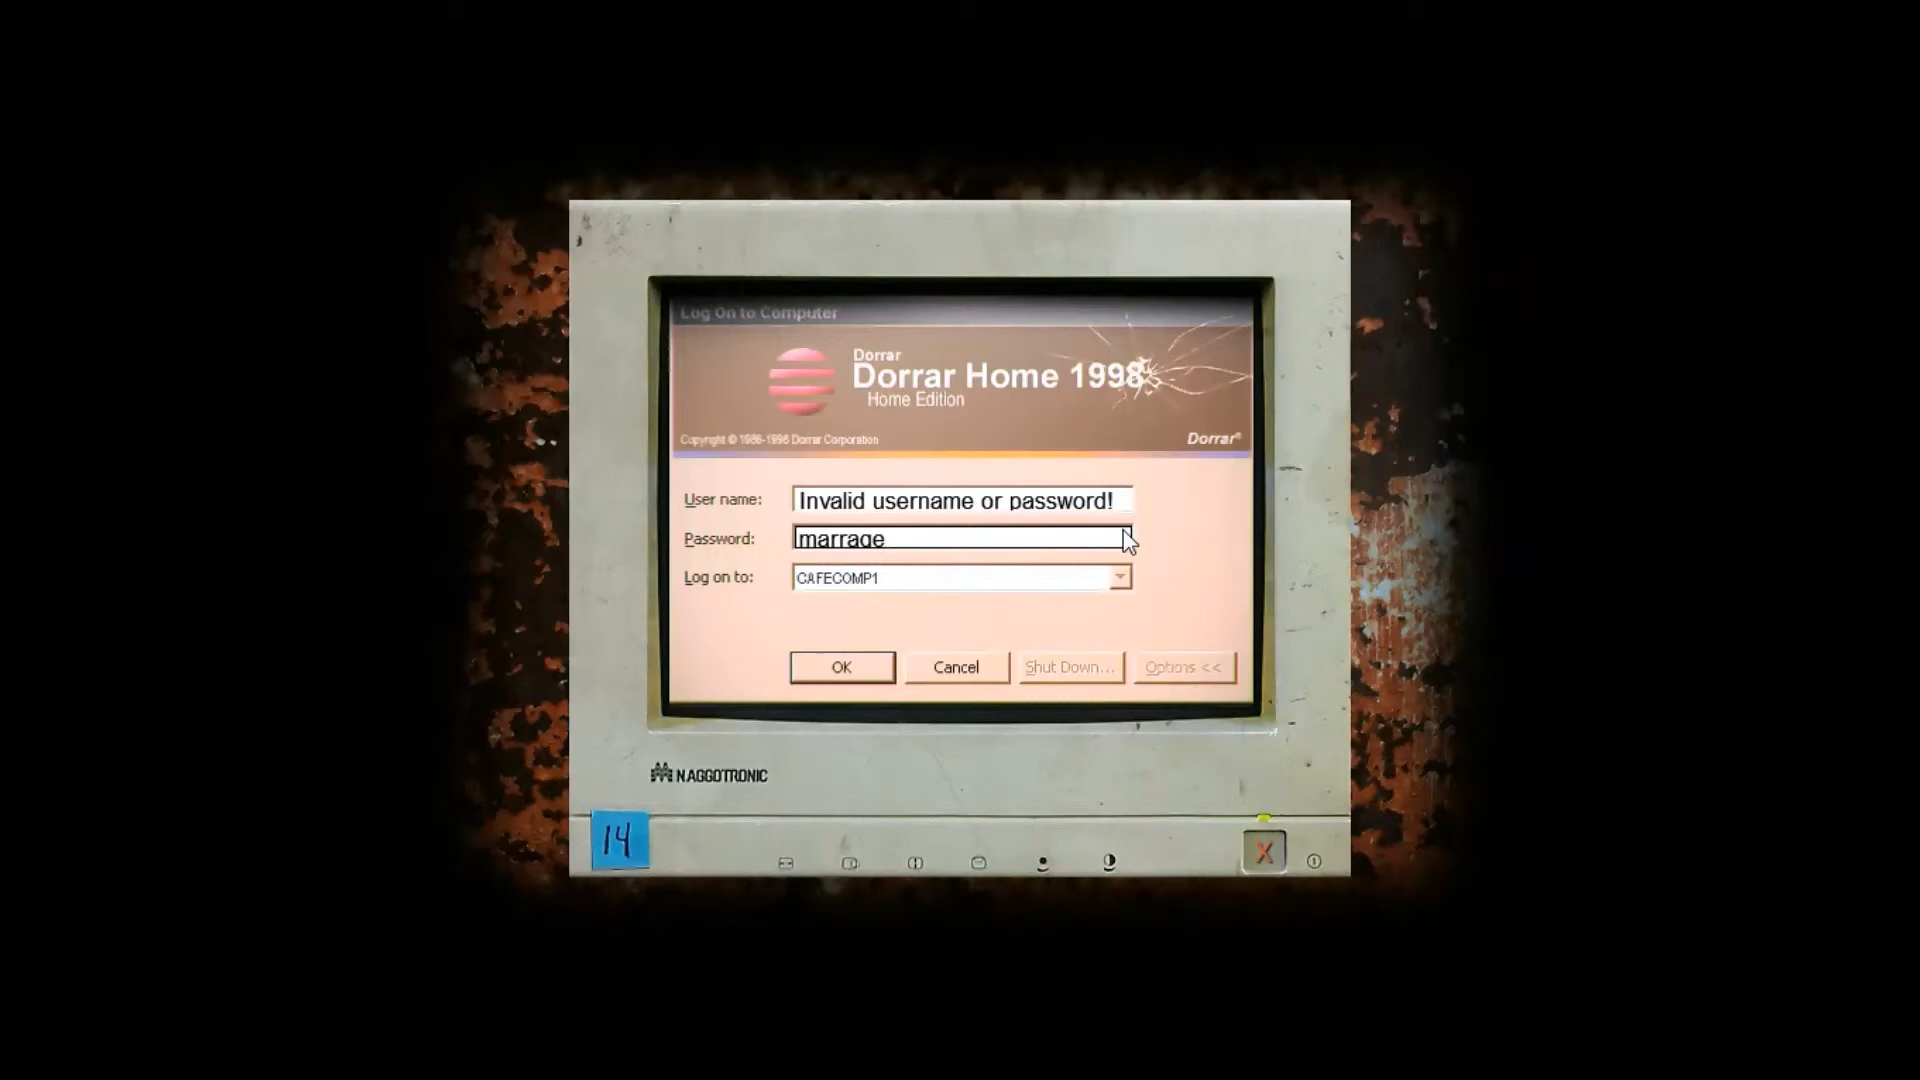 Log On to Computer
Dorrar
Dorrar Home 1998
Home Edition
Copyright © 1986-1998 Dorrar Corporation
Dorrar®
User name: Invalid username or password!
Password: marrage
Log on to: CAFECOMP1
OK Cancel Shut Down... Options <<
NAGGOTRONIC
14
X